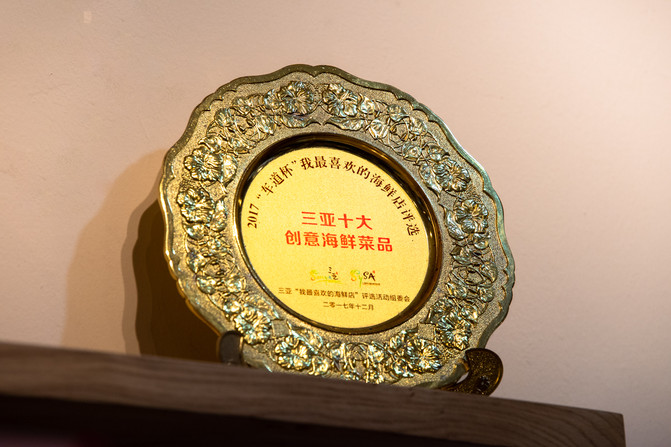 2017“车道杯”我最喜欢的海鲜店评选
三亚十大
创意海鲜菜品
三亚“我最喜欢的海鲜店”评选活动组委会
二零一七年十二月